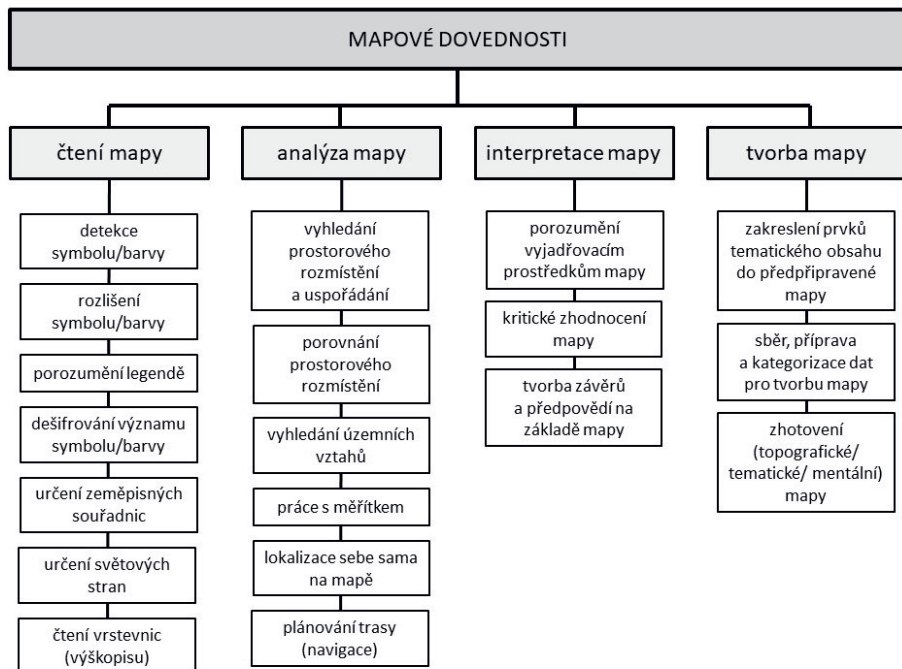 MAPOVÉ DOVEDNOSTI
čtení mapy
detekce
symbolu/barvy
rozlišení
symbolu/barvy
porozumění legendě
dešifrování významu
symbolu/barvy
určení zeměpisných
souřadnic
určení světových
stran
čtení vrstevnic
(výškopisu)
analýza mapy
vyhledání
prostorového
rozmístění
a uspořádání
porovnání
prostorového
rozmístění
vyhledání územních
vztahů
práce s měřítkem
lokalizace sebe sama
na mapě
plánování trasy
(navigace)
interpretace mapy
porozumění
vyjadřovacím
prostředkům mapy
kritické zhodnocení
mapy
tvorba závěrů
a předpovědí na
základě mapy
tvorba mapy
zakreslení prvků
tematického obsahu
do předpřipravené
mapy
sběr, příprava
a kategorizace dat
pro tvorbu mapy
zhotovení
(topografické/
tematické/ mentální)
mapy